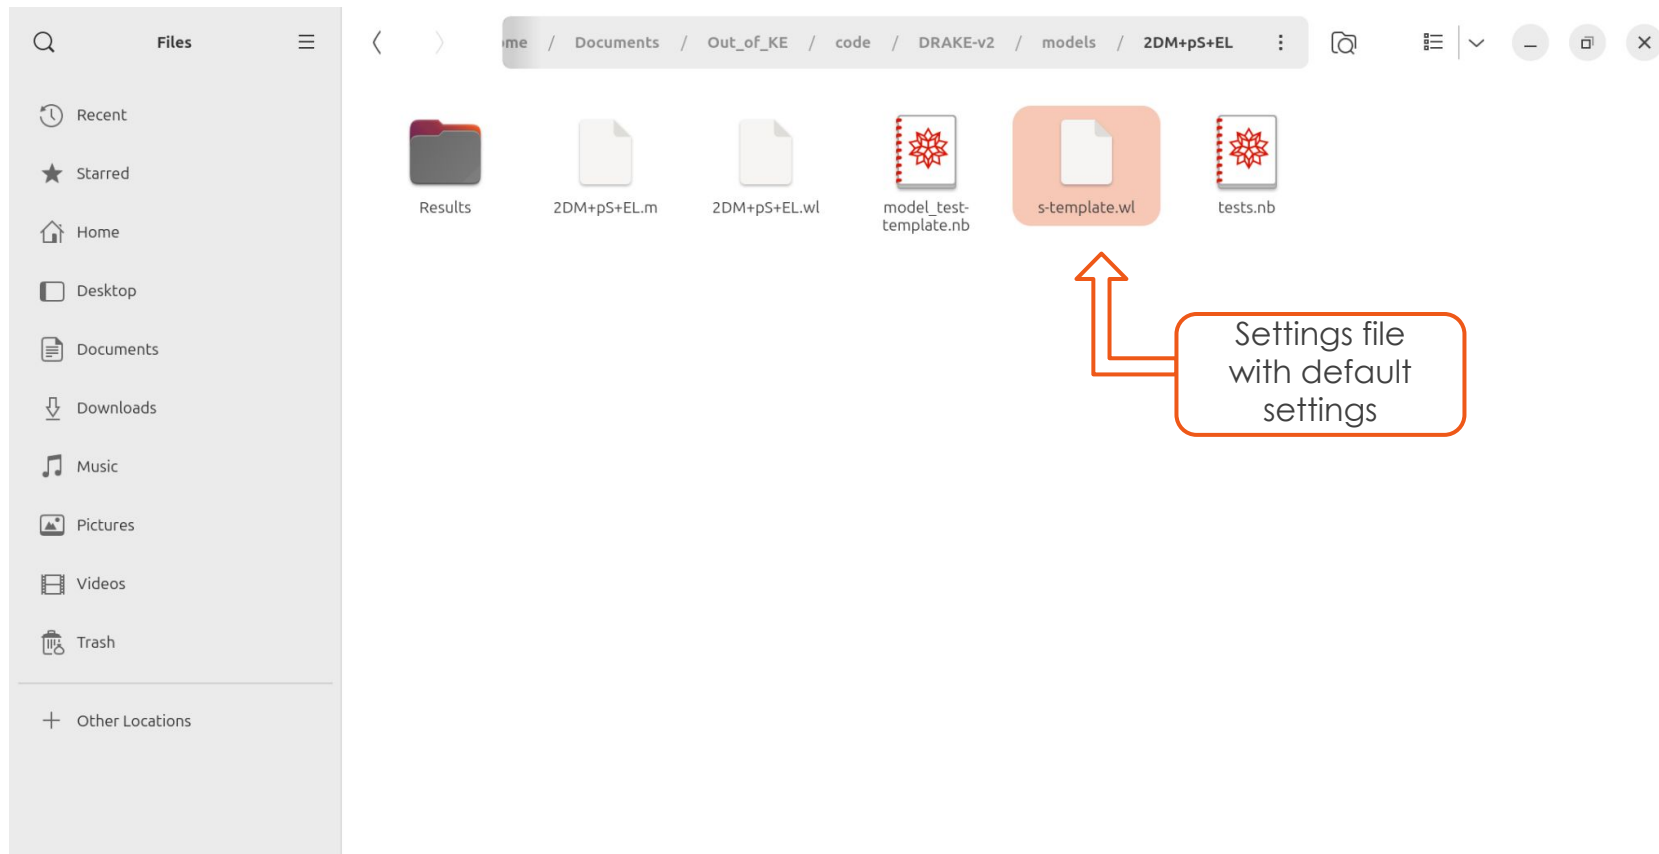 Files
ome / Documents / Out_of_KE / code / DRAKE-v2 / models / 2DM+pS+EL
Recent
Starred
Home
Desktop
Documents
Downloads
Music
Pictures
Videos
Trash
Other Locations
Results
2DM+pS+EL.m
2DM+pS+EL.wl
model_test-
template.nb
s-template.wl
tests.nb
Settings file
with default
settings